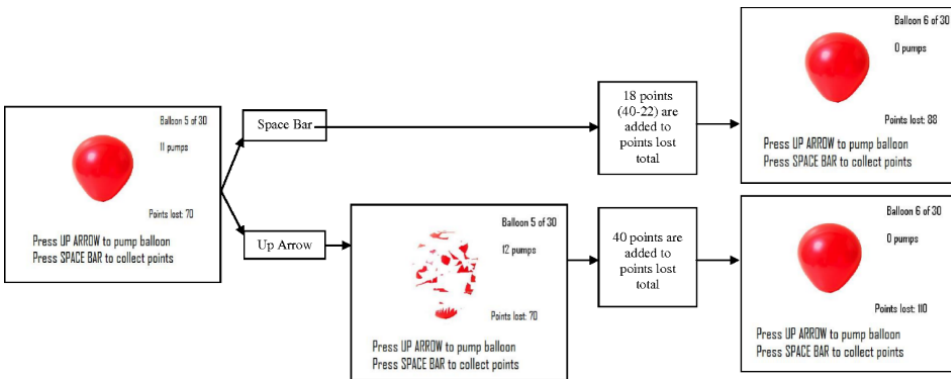 Balloon 5 of 30
11 pumps
Points lost: 70
Press UP ARROW to pump balloon
Press SPACE BAR to collect points
Space Bar
18 points
(40-22) are
added to
points lost
total
Balloon 6 of 30
0 pumps
Points lost: 88
Press UP ARROW to pump balloon
Press SPACE BAR to collect points
Up Arrow
Balloon 5 of 30
12 pumps
Points lost: 70
Press UP ARROW to pump balloon
Press SPACE BAR to collect points
40 points are
added to
points lost
total
Balloon 6 of 30
0 pumps
Points lost: 110
Press UP ARROW to pump balloon
Press SPACE BAR to collect points